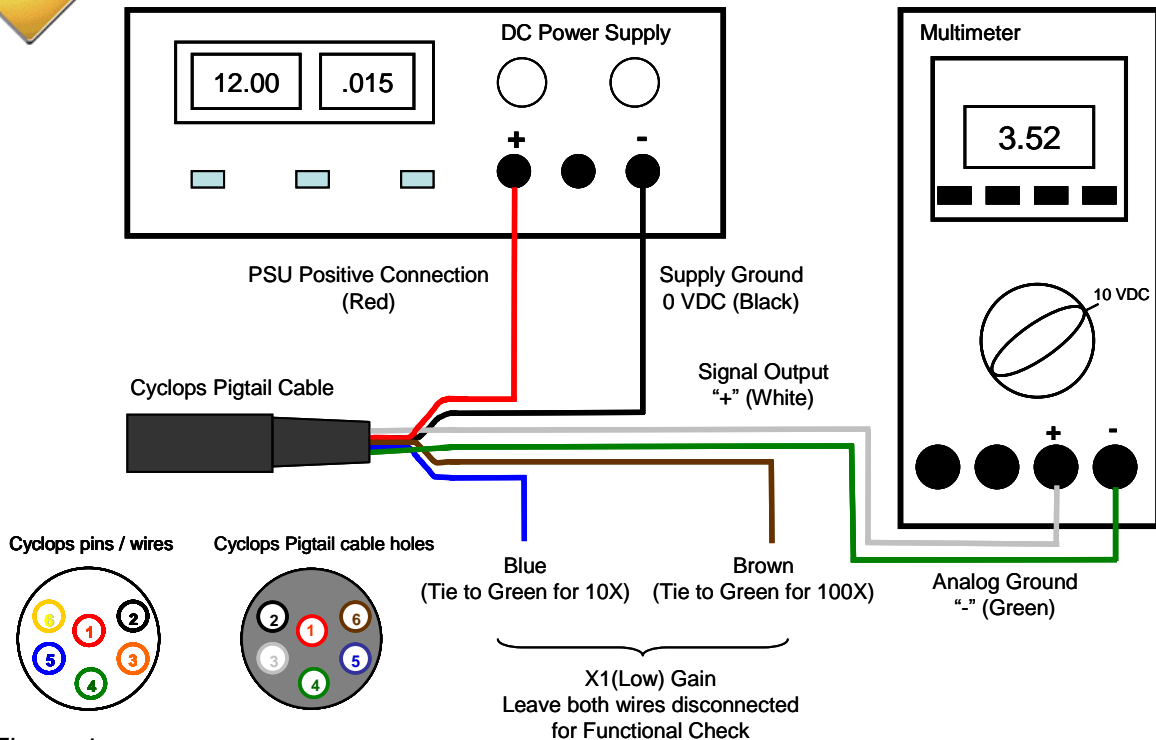 DC Power Supply
12.00
.015
+
-
Multimeter
3.52
10 VDC
+
-
PSU Positive Connection
(Red)
Supply Ground
0 VDC (Black)
Cyclops Pigtail Cable
Signal Output
“+” (White)
Cyclops pins / wires
6
1
2
5
3
4
Cyclops Pigtail cable holes
2
1
6
3
5
4
Blue
(Tie to Green for 10X)
Brown
(Tie to Green for 100X)
Analog Ground
“-” (Green)
X1(Low) Gain
Leave both wires disconnected
for Functional Check